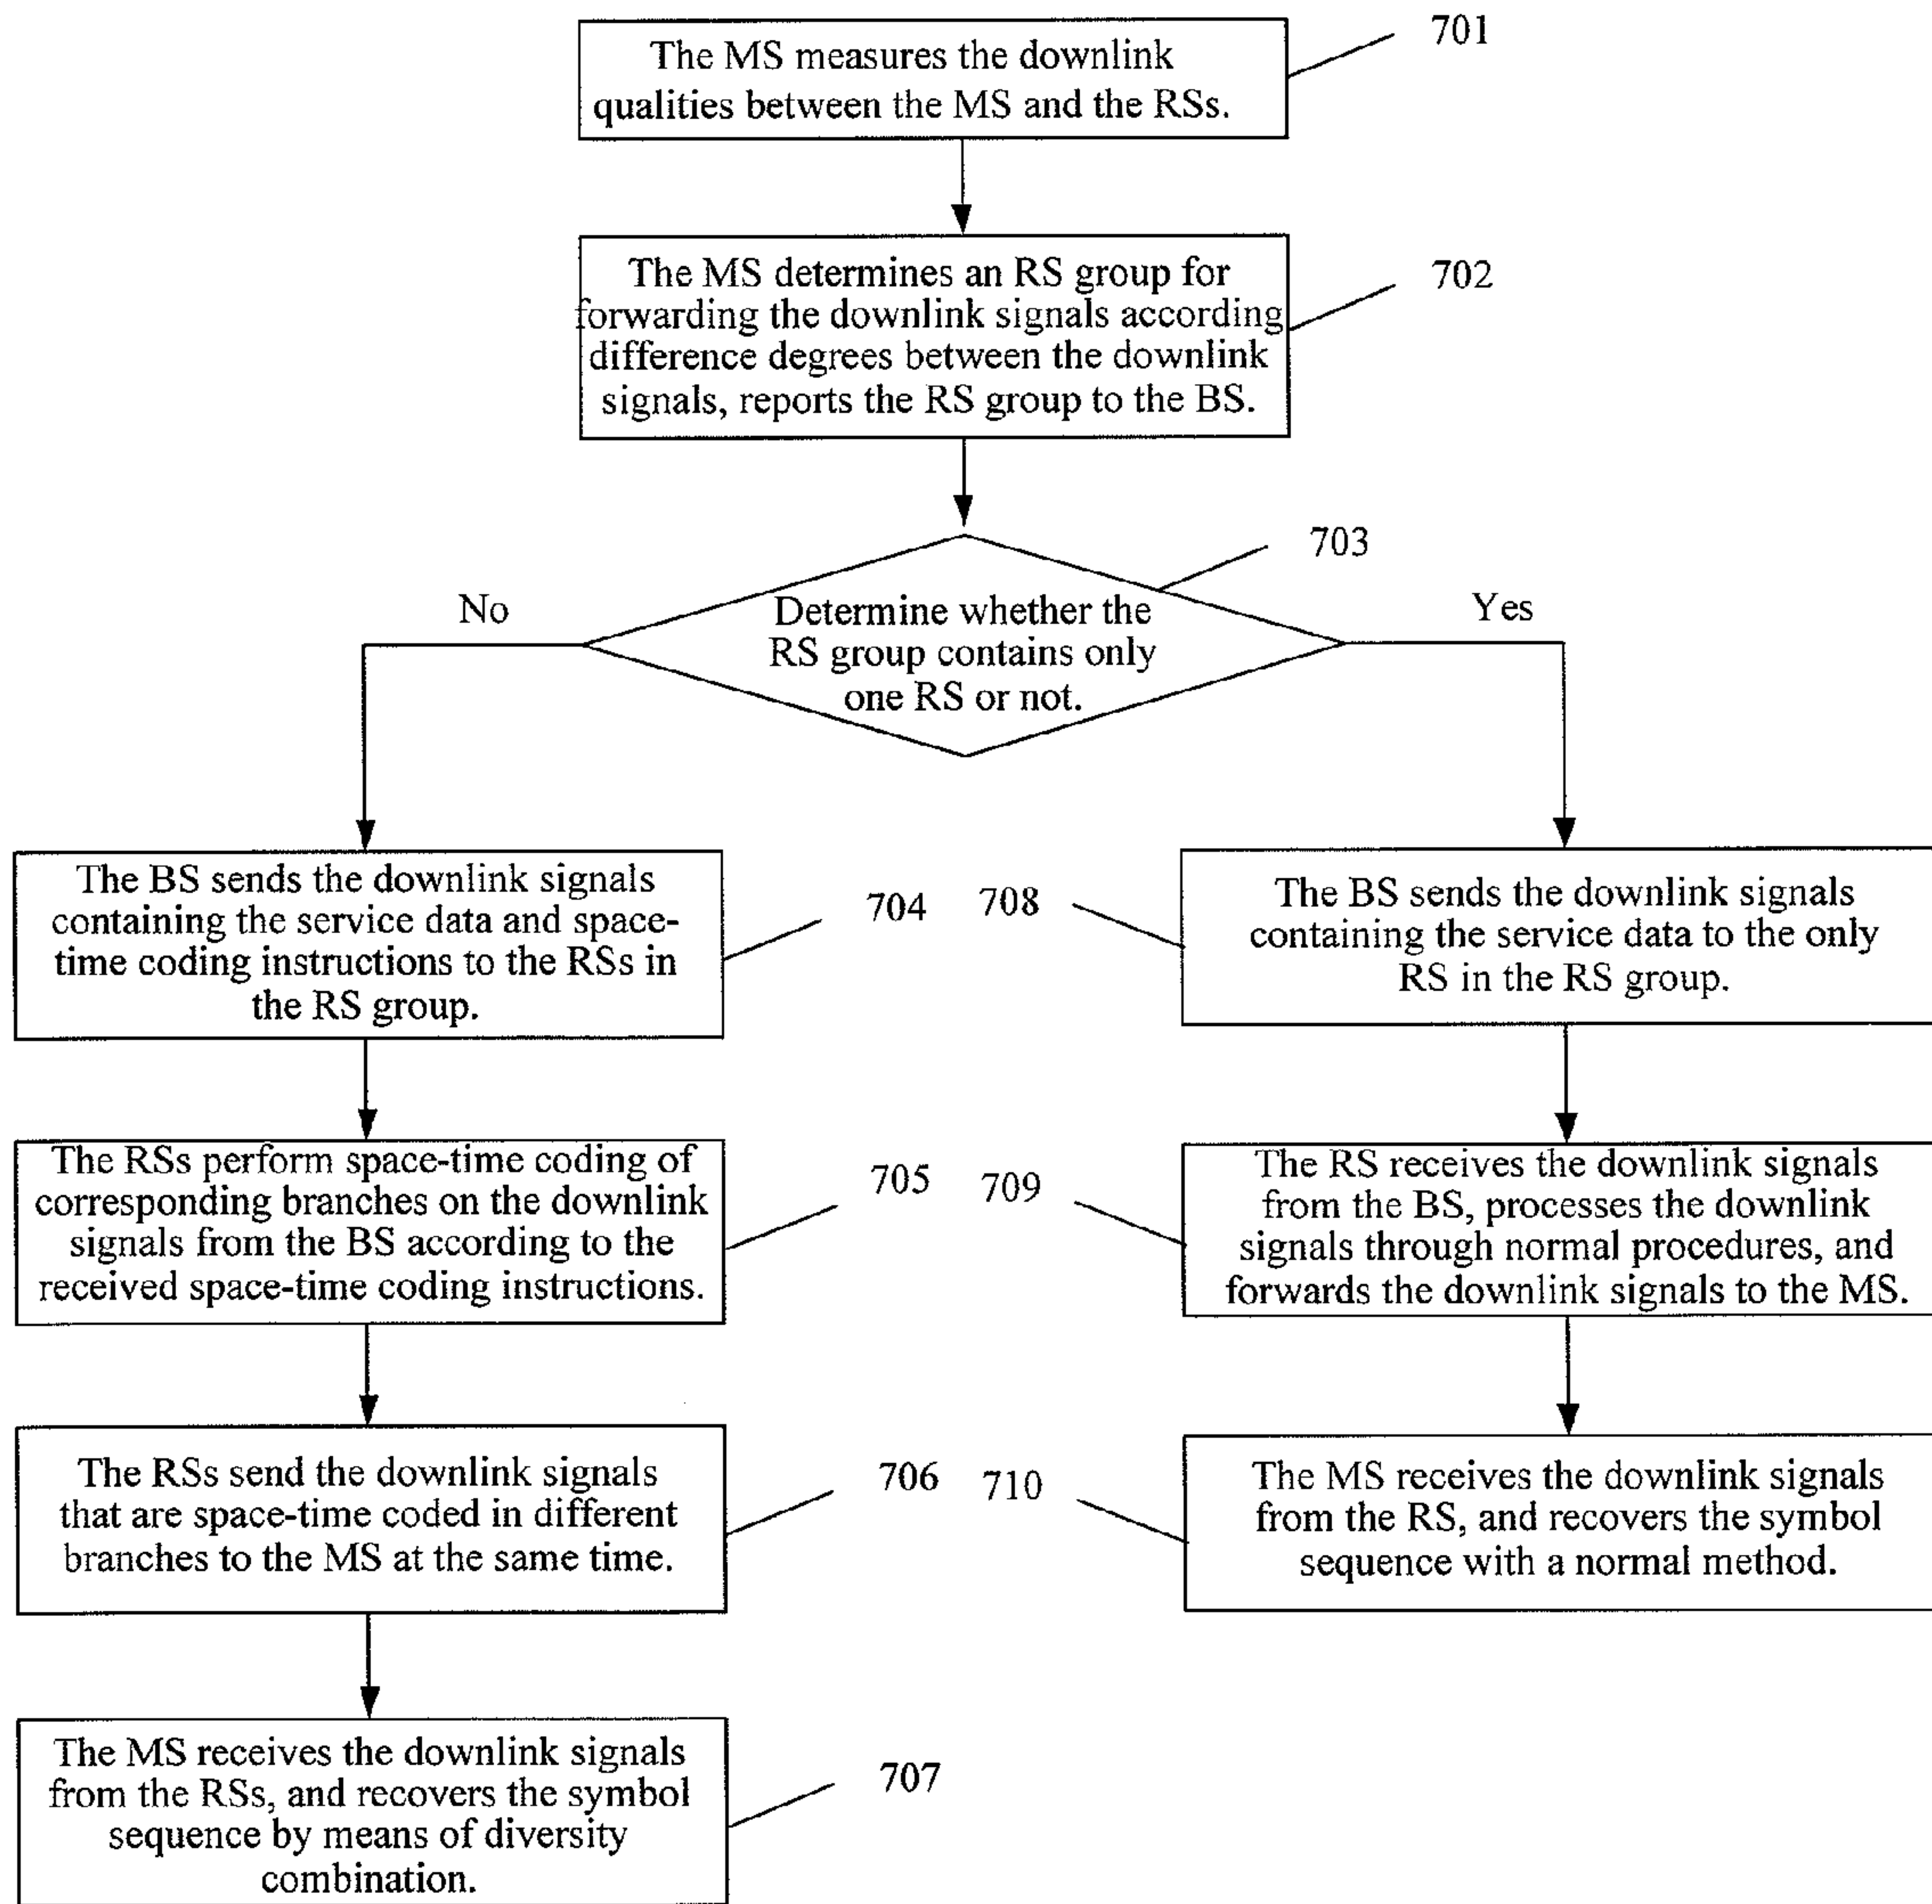 The MS measures the downlink
qualities between the MS and the RSs.
701
The MS determines an RS group for
forwarding the downlink signals according
difference degrees between the downlink
signals, reports the RS group to the BS.
702
703
No
Determine whether the
RS group contains only
one RS or not.
Yes
The BS sends the downlink signals
containing the service data and space-
time coding instructions to the RSs in
the RS group.
704
708
The BS sends the downlink signals
containing the service data to the only
RS in the RS group.
The RSs perform space-time coding of
corresponding branches on the downlink
signals from the BS according to the
received space-time coding instructions.
705
709
The RS receives the downlink signals
from the BS, processes the downlink
signals through normal procedures, and
forwards the downlink signals to the MS.
The RSs send the downlink signals
that are space-time coded in different
branches to the MS at the same time.
706
710
The MS receives the downlink signals
from the RS, and recovers the symbol
sequence with a normal method.
The MS receives the downlink signals
from the RSs, and recovers the symbol
sequence by means of diversity
combination.
707